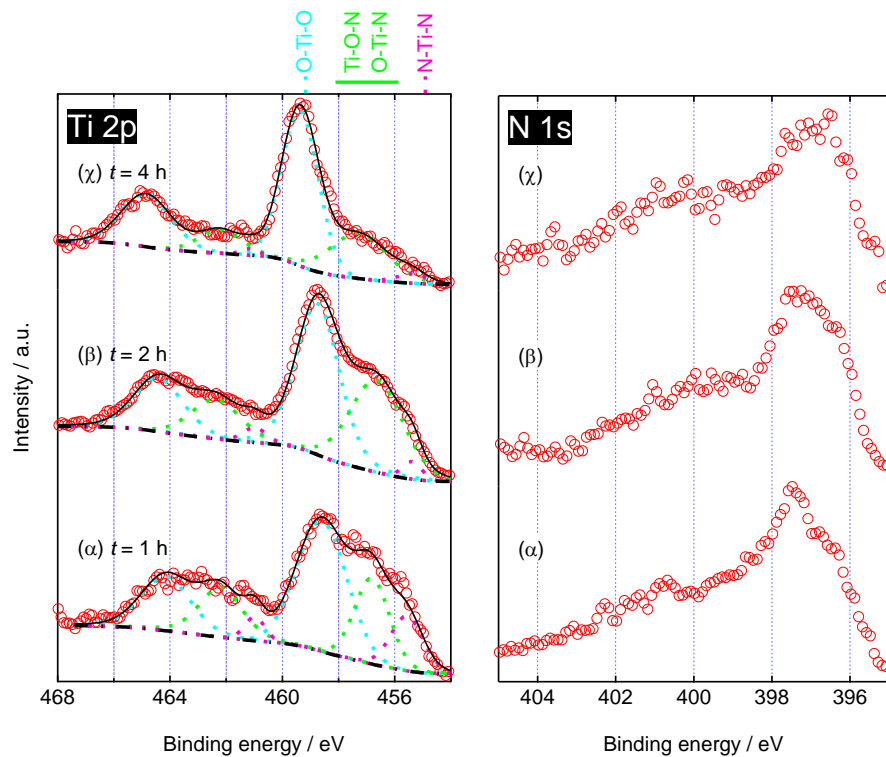 O-Ti-O
Ti-O-N
O-Ti-N
N-Ti-N
Ti 2p
(χ) t = 4 h
(β) t = 2 h
(α) t = 1 h
468
464
460
456
Binding energy / eV
Intensity / a.u.
N 1s
(χ)
(β)
(α)
404
402
400
398
396
Binding energy / eV